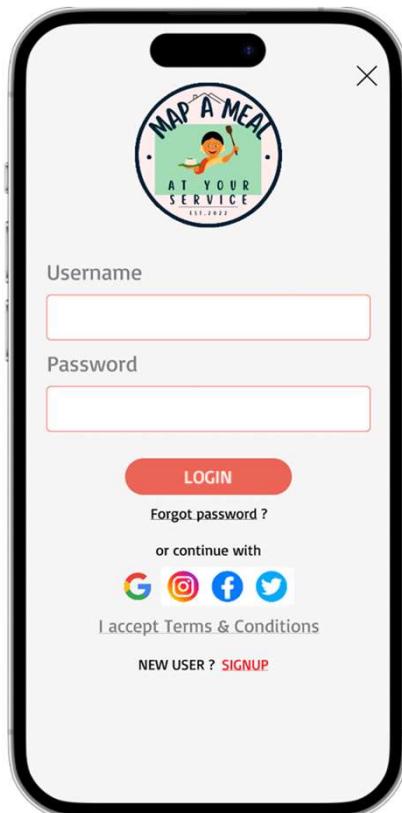 MAP A MEAL
AT YOUR
SERVICE
EST.2022
Username
Password
LOGIN
Forgot password ?
or continue with
I accept Terms & Conditions
NEW USER ? SIGNUP